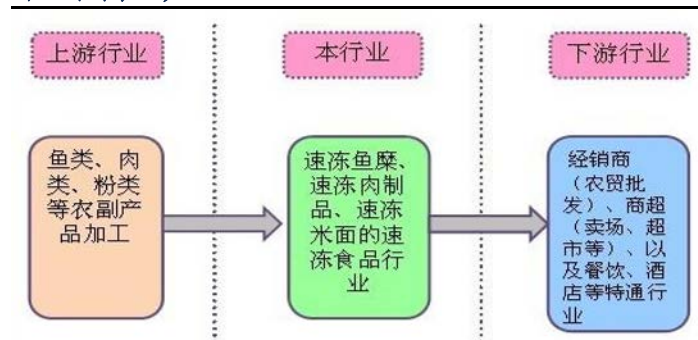 上游行业
本行业
下游行业
鱼类、肉
类、粉类
等农副产
品加工
速冻鱼糜、
速冻肉制
品、速冻
米面的速
冻食品行
业
经销商
（农贸批
发）、商超
（卖场、超
市等）、以
及餐饮、酒
店等特通行
业